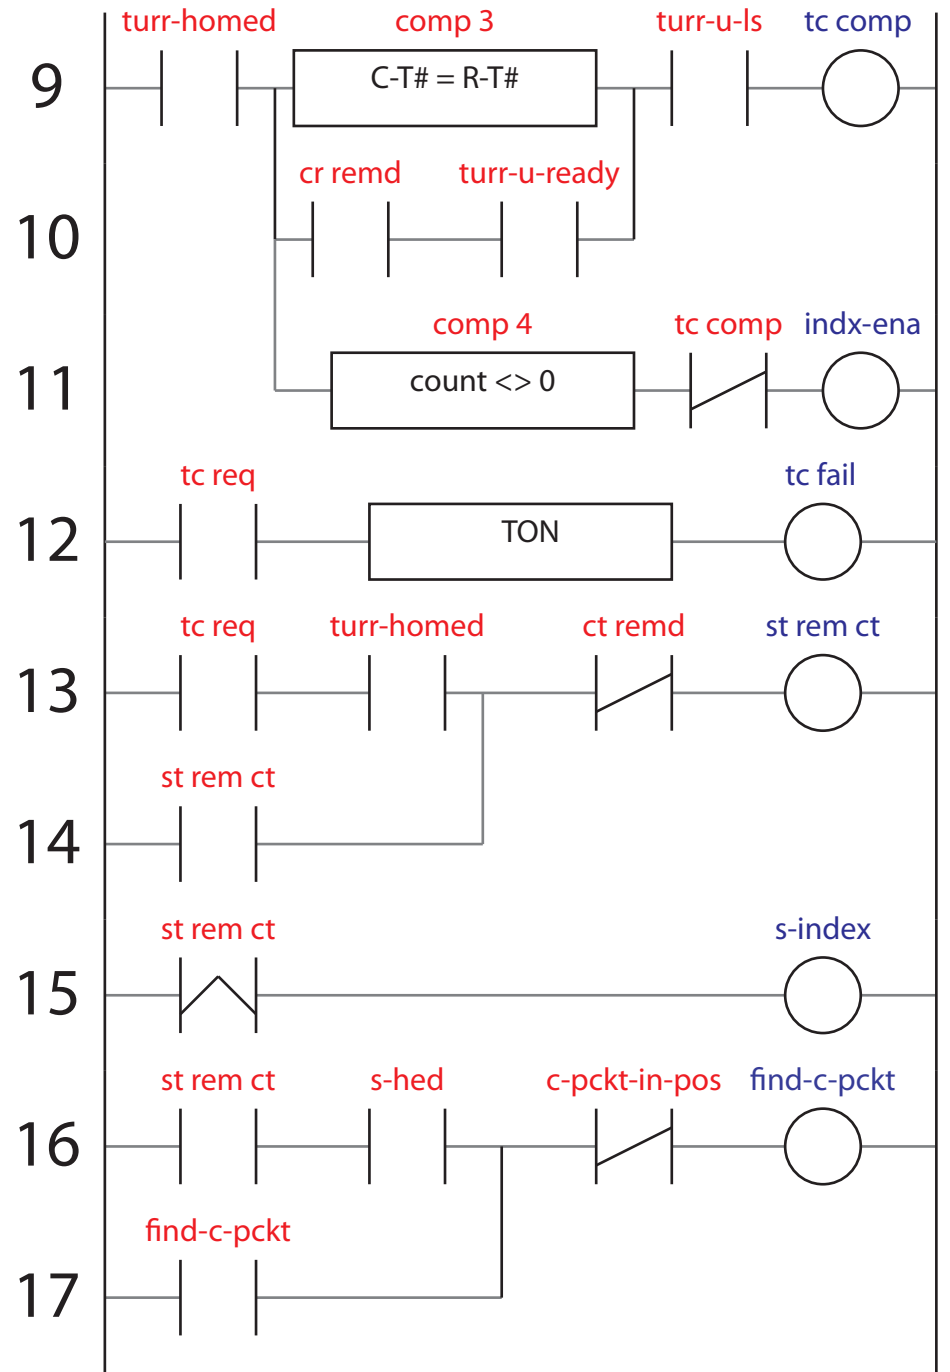 turr-homed comp 3 turr-u-ls tc comp
9 C-T# = R-T#
cr remd turr-u-ready
10
comp 4 tc comp indx-ena
11 count <> 0
tc req tc fail
12 TON
tc req turr-homed ct remd st rem ct
13
st rem ct
14
st rem ct s-index
15
st rem ct s-hed c-pckt-in-pos find-c-pckt
16
find-c-pckt
17